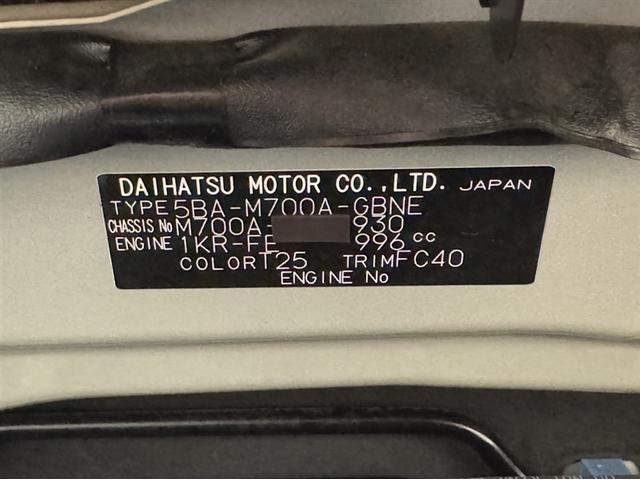 DAIHATSU MOTOR CO.,LTD. JAPAN
TYPE 5BA-M700A-GBNE
CHASSIS No M700A- 930
ENGINE 1KR-FE 996 cc
COLOR T25 TRIM FC40
ENGINE No